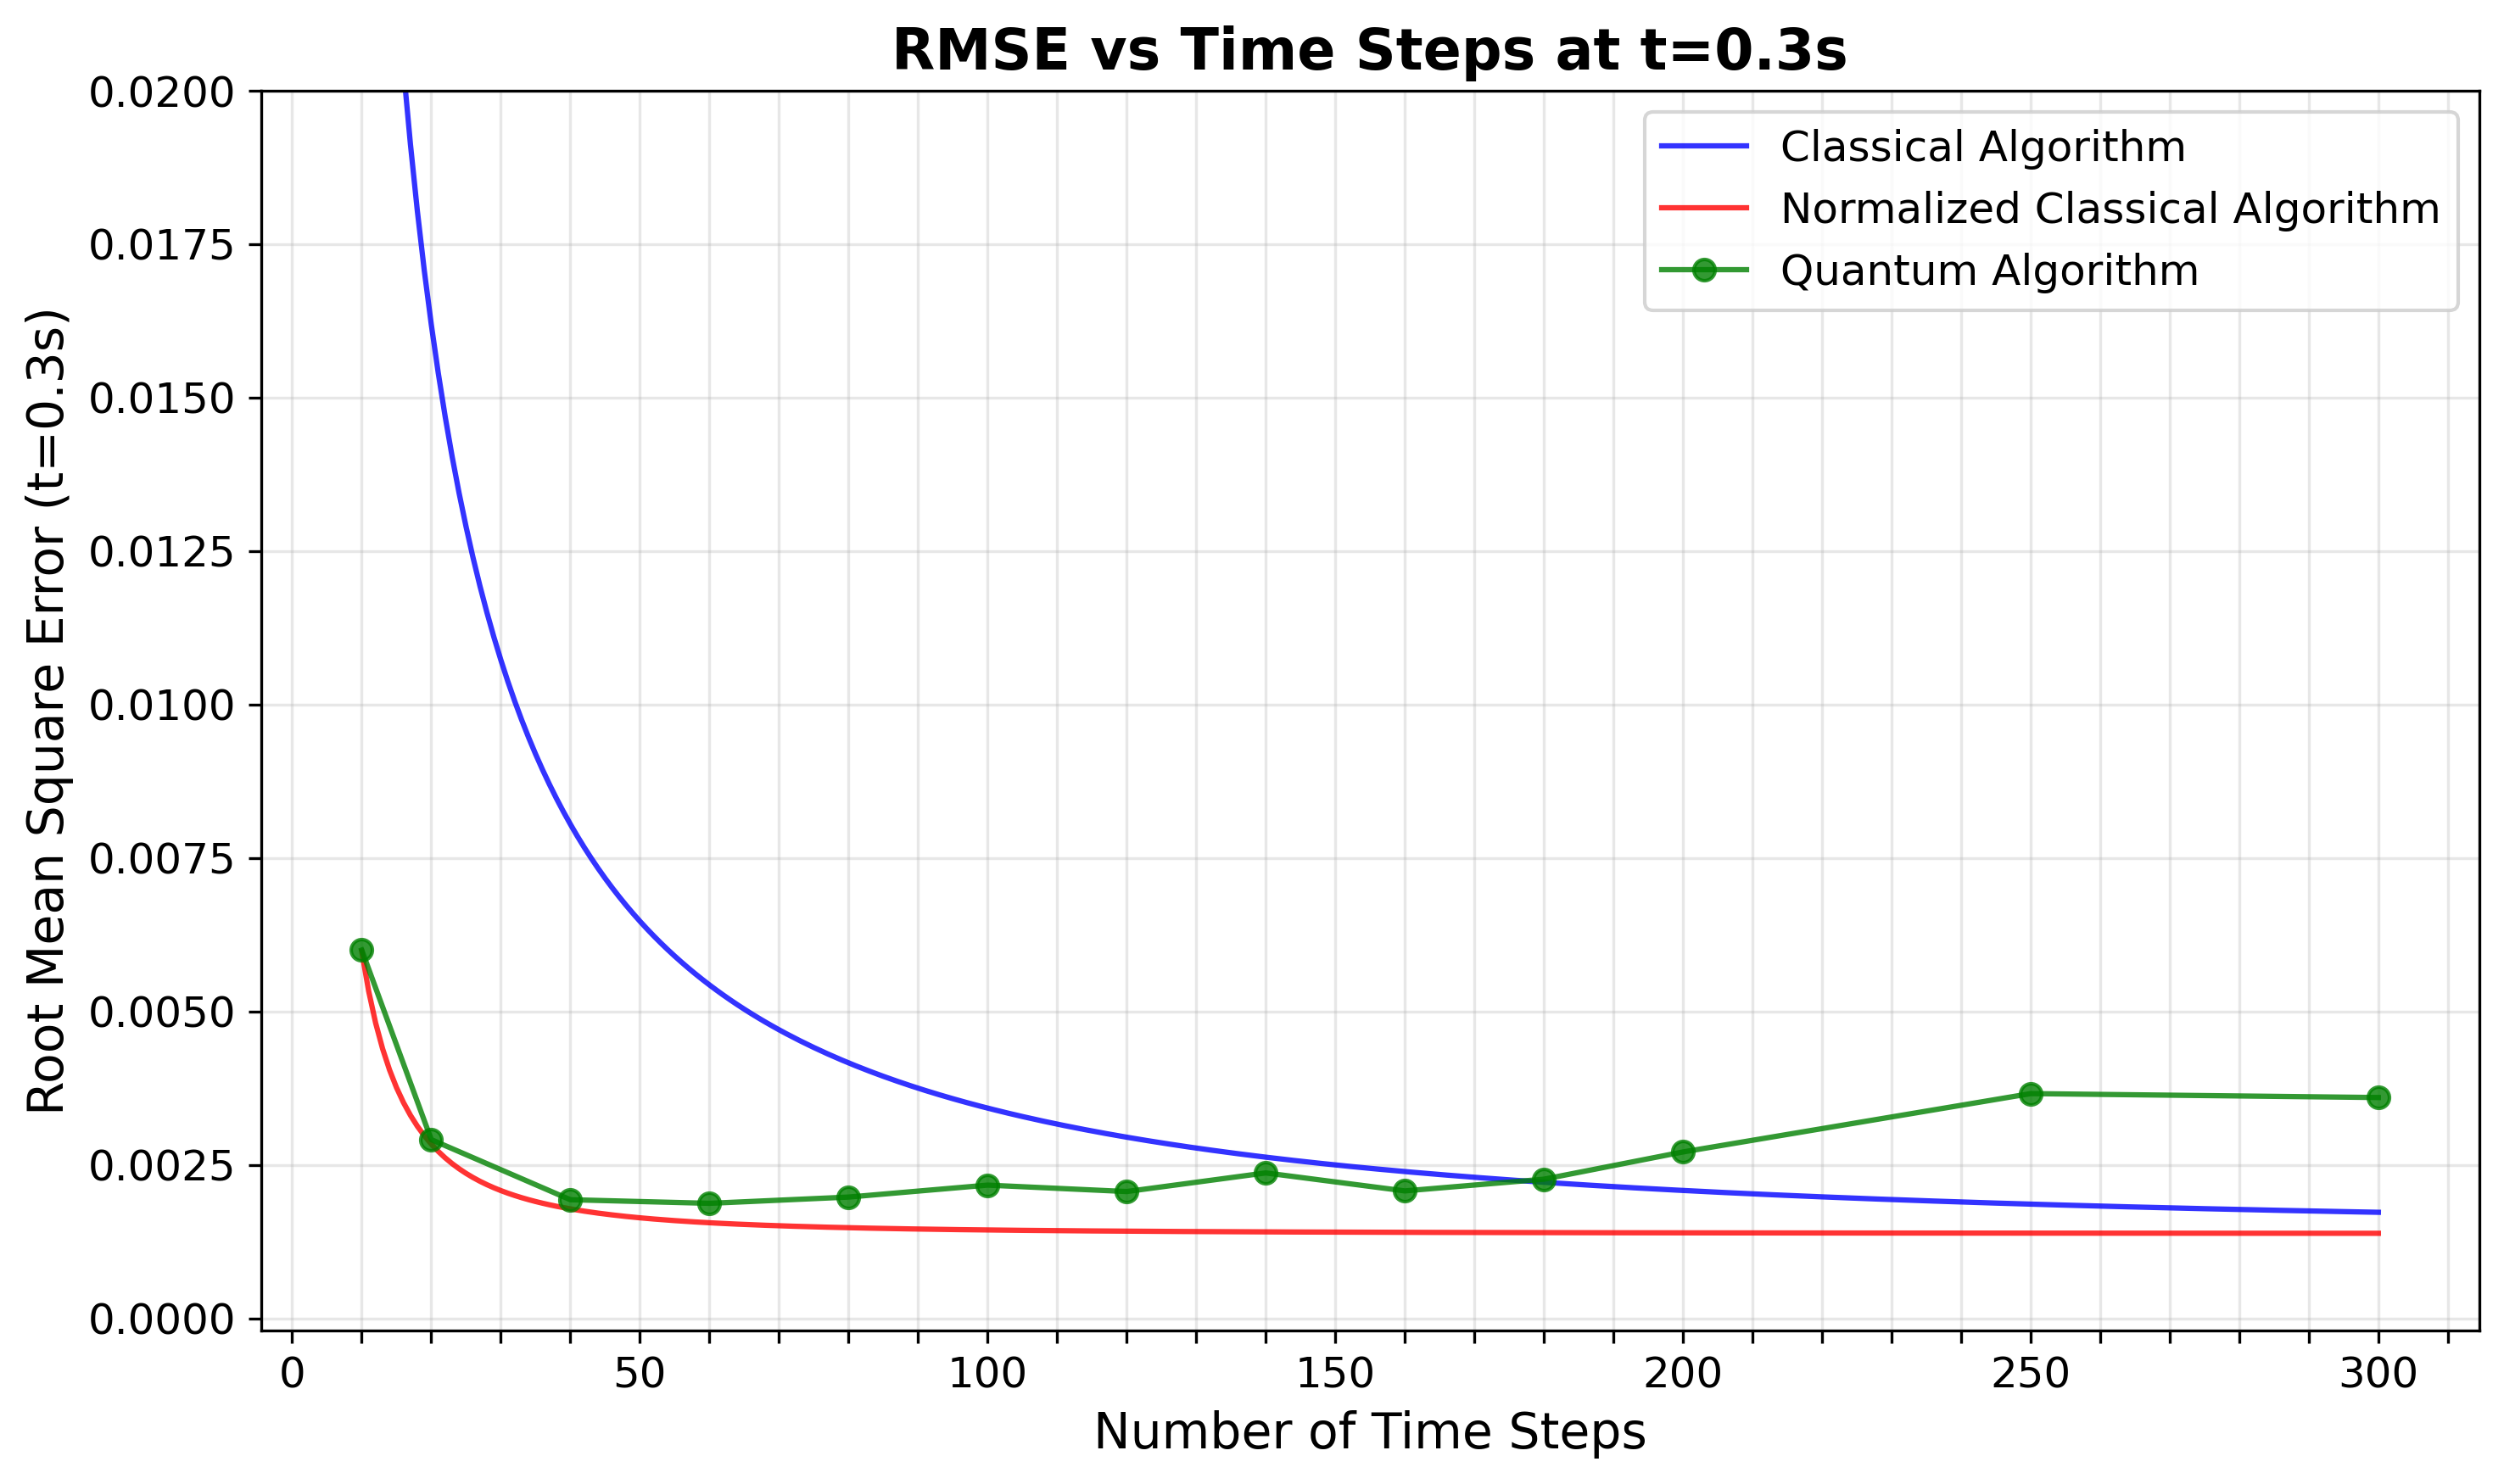 RMSE vs Time Steps at t=0.3s
Root Mean Square Error (t=0.3s)
0.0200
0.0175
0.0150
0.0125
0.0100
0.0075
0.0050
0.0025
0.0000
Classical Algorithm
Normalized Classical Algorithm
Quantum Algorithm
0 50 100 150 200 250 300
Number of Time Steps